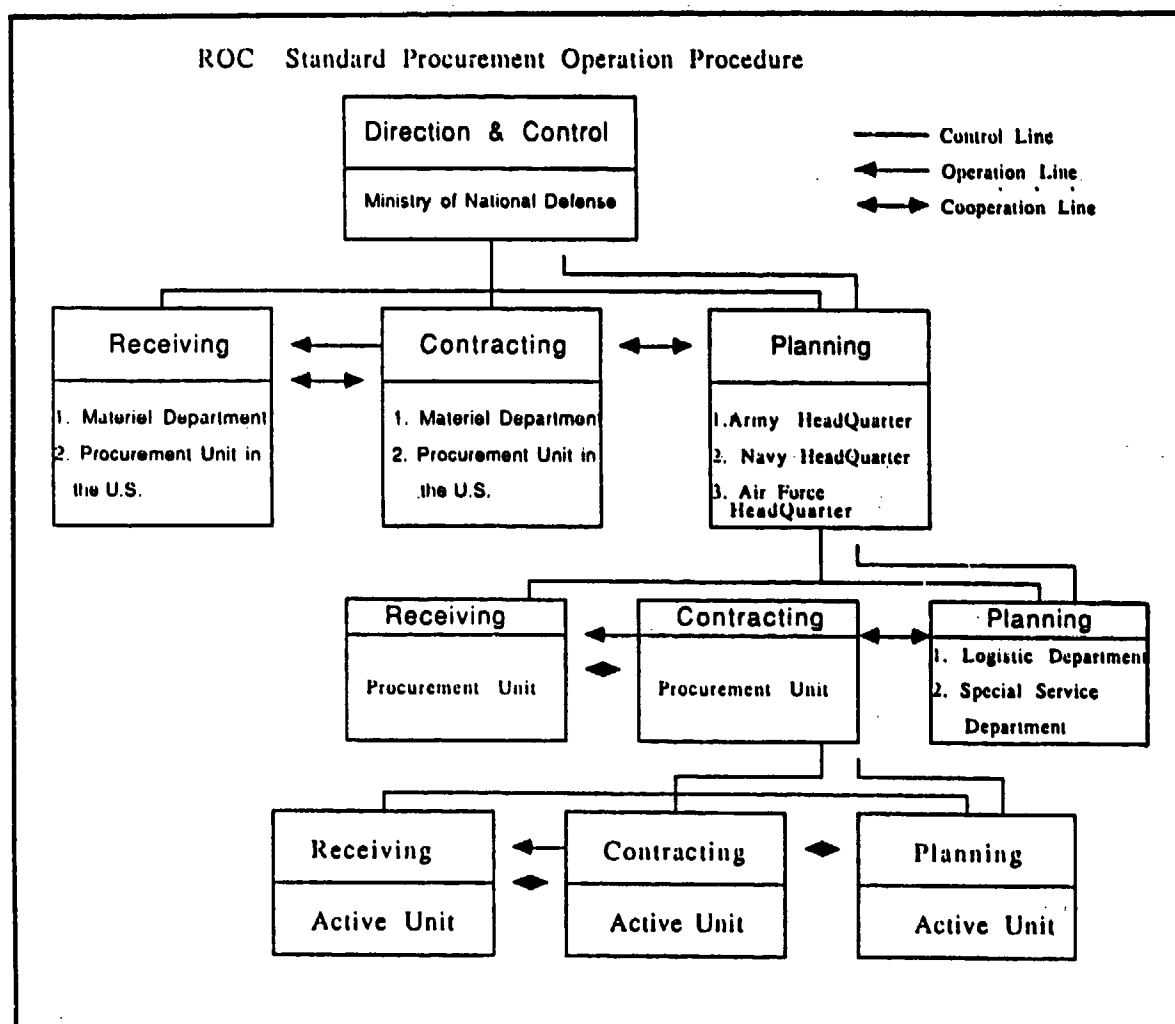 ROC Standard Procurement Operation Procedure
Direction & Control
Ministry of National Defense
Control Line
Operation Line
Cooperation Line
Receiving
1. Materiel Department
2. Procurement Unit in
the U.S.
Contracting
1. Materiel Department
2. Procurement Unit in
the U.S.
Planning
1.Army HeadQuarter
2. Navy HeadQuarter
3. Air Force
HeadQuarter
Receiving
Procurement Unit
Contracting
Procurement Unit
Planning
1. Logistic Department
2. Special Service
Department
Receiving
Active Unit
Contracting
Active Unit
Planning
Active Unit